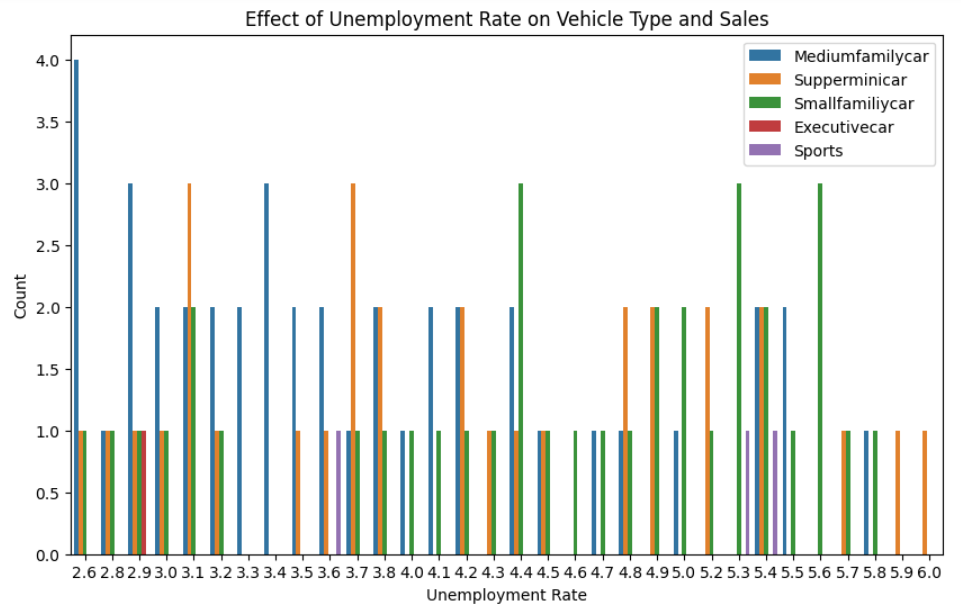 Effect of Unemployment Rate on Vehicle Type and Sales
Mediumfamilycar
Supperminicar
Smallfamiliycar
Executivecar
Sports
4.0
3.5
3.0
2.5
2.0
1.5
1.0
0.5
0.0
Count
2.6 2.8 2.9 3.0 3.1 3.2 3.3 3.4 3.5 3.6 3.7 3.8 4.0 4.1 4.2 4.3 4.4 4.5 4.6 4.7 4.8 4.9 5.0 5.2 5.3 5.4 5.5 5.6 5.7 5.8 5.9 6.0
Unemployment Rate